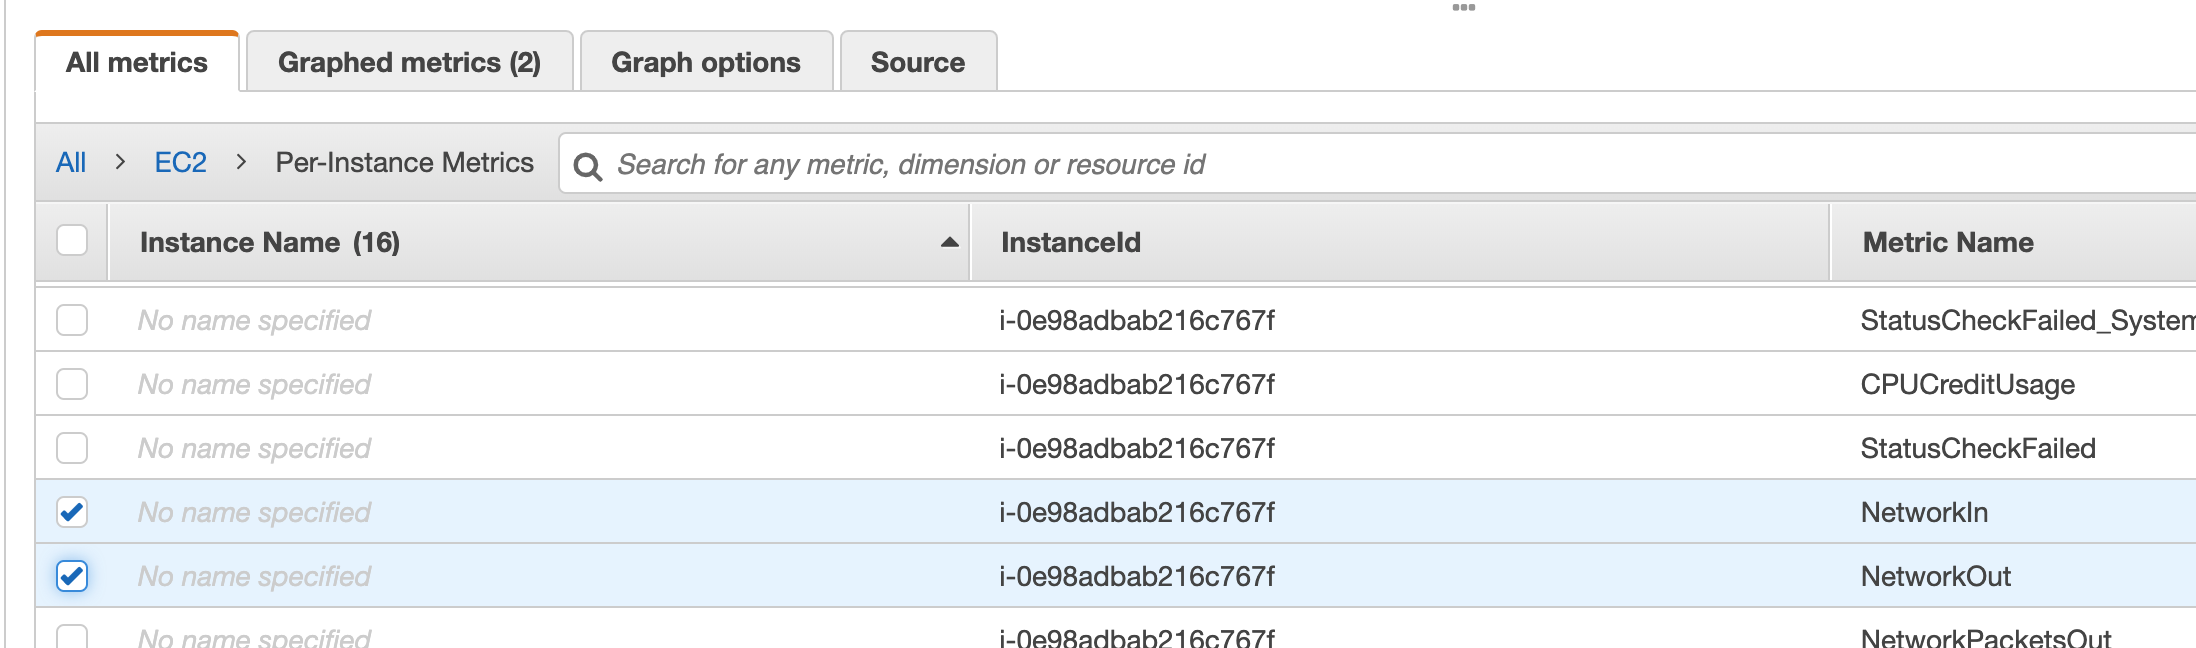 All metrics Graphed metrics (2) Graph options Source
All > EC2 > Per-Instance Metrics Search for any metric, dimension or resource id
Instance Name (16) InstanceId Metric Name
No name specified i-0e98adbab216c767f StatusCheckFailed_System
No name specified i-0e98adbab216c767f CPUCreditUsage
No name specified i-0e98adbab216c767f StatusCheckFailed
No name specified i-0e98adbab216c767f NetworkIn
No name specified i-0e98adbab216c767f NetworkOut
No name specified i-0e98adbab216c767f NetworkPacketsOut